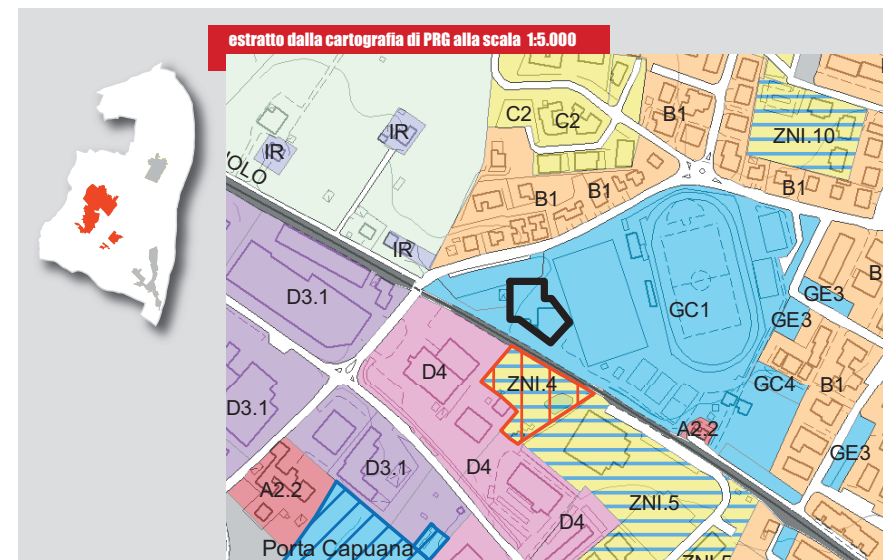 estratto dalla cartografia di PRG alla scala 1:5.000
C2
C2
B1
ZNI.10
IR
IR
OLO
B1
B1
B1
IR
D3.1
GC1
B
GE3
GE3
D4
ZNI.4
GC4
B1
D3.1
A2.2
GE3
D3.1
D4
A2.2
ZNI.5
D4
Porta Capuana
ZNI.5